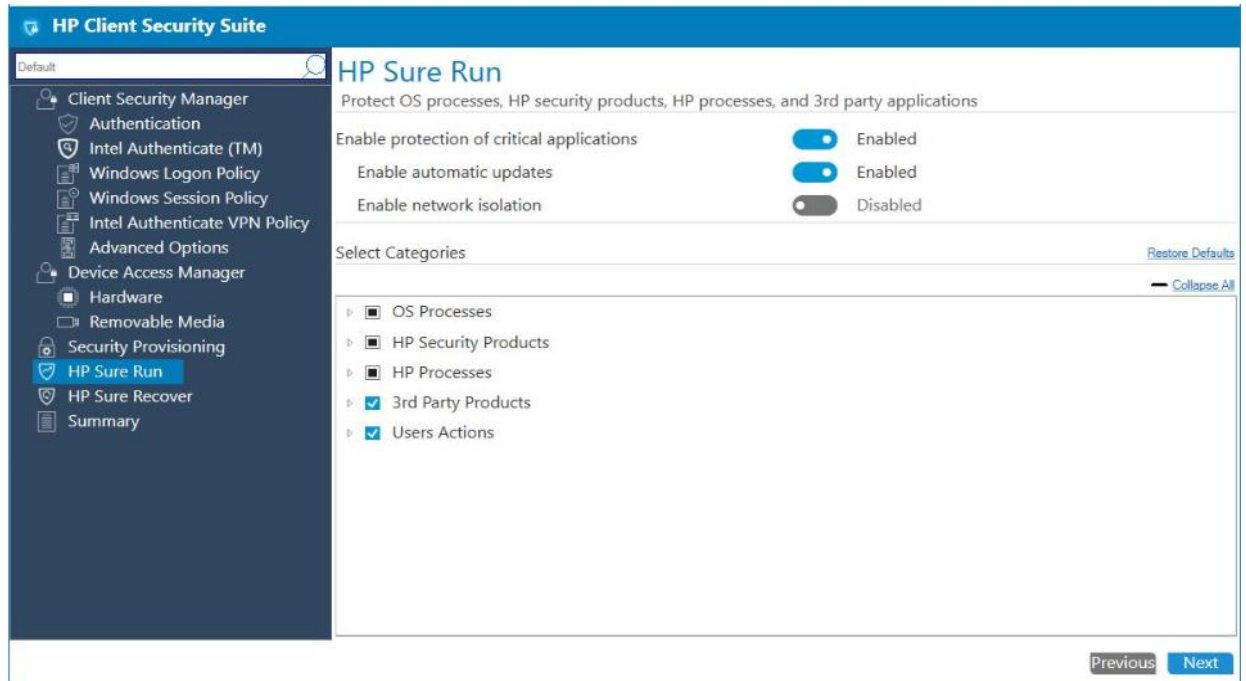 HP Client Security Suite
Default
Client Security Manager
Authentication
Intel Authenticate (TM)
Windows Logon Policy
Windows Session Policy
Intel Authenticate VPN Policy
Advanced Options
Device Access Manager
Hardware
Removable Media
Security Provisioning
HP Sure Run
HP Sure Recover
Summary
HP Sure Run
Protect OS processes, HP security products, HP processes, and 3rd party applications
Enable protection of critical applications Enabled
Enable automatic updates Enabled
Enable network isolation Disabled
Select Categories Restore Defaults
Collapse All
OS Processes
HP Security Products
HP Processes
3rd Party Products
Users Actions
Previous Next